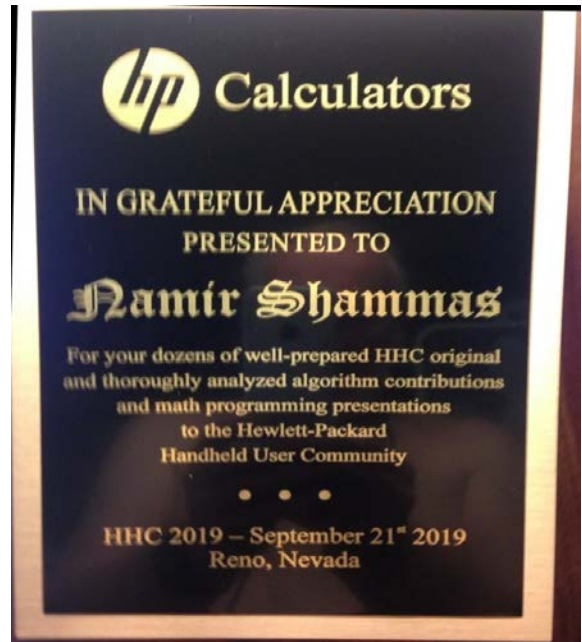 hp Calculators
IN GRATEFUL APPRECIATION
PRESENTED TO
Namir Shammas
For your dozens of well-prepared HHC original
and thoroughly analyzed algorithm contributions
and math programming presentations
to the Hewlett-Packard
Handheld User Community
• • •
HHC 2019 – September 21st 2019
Reno, Nevada